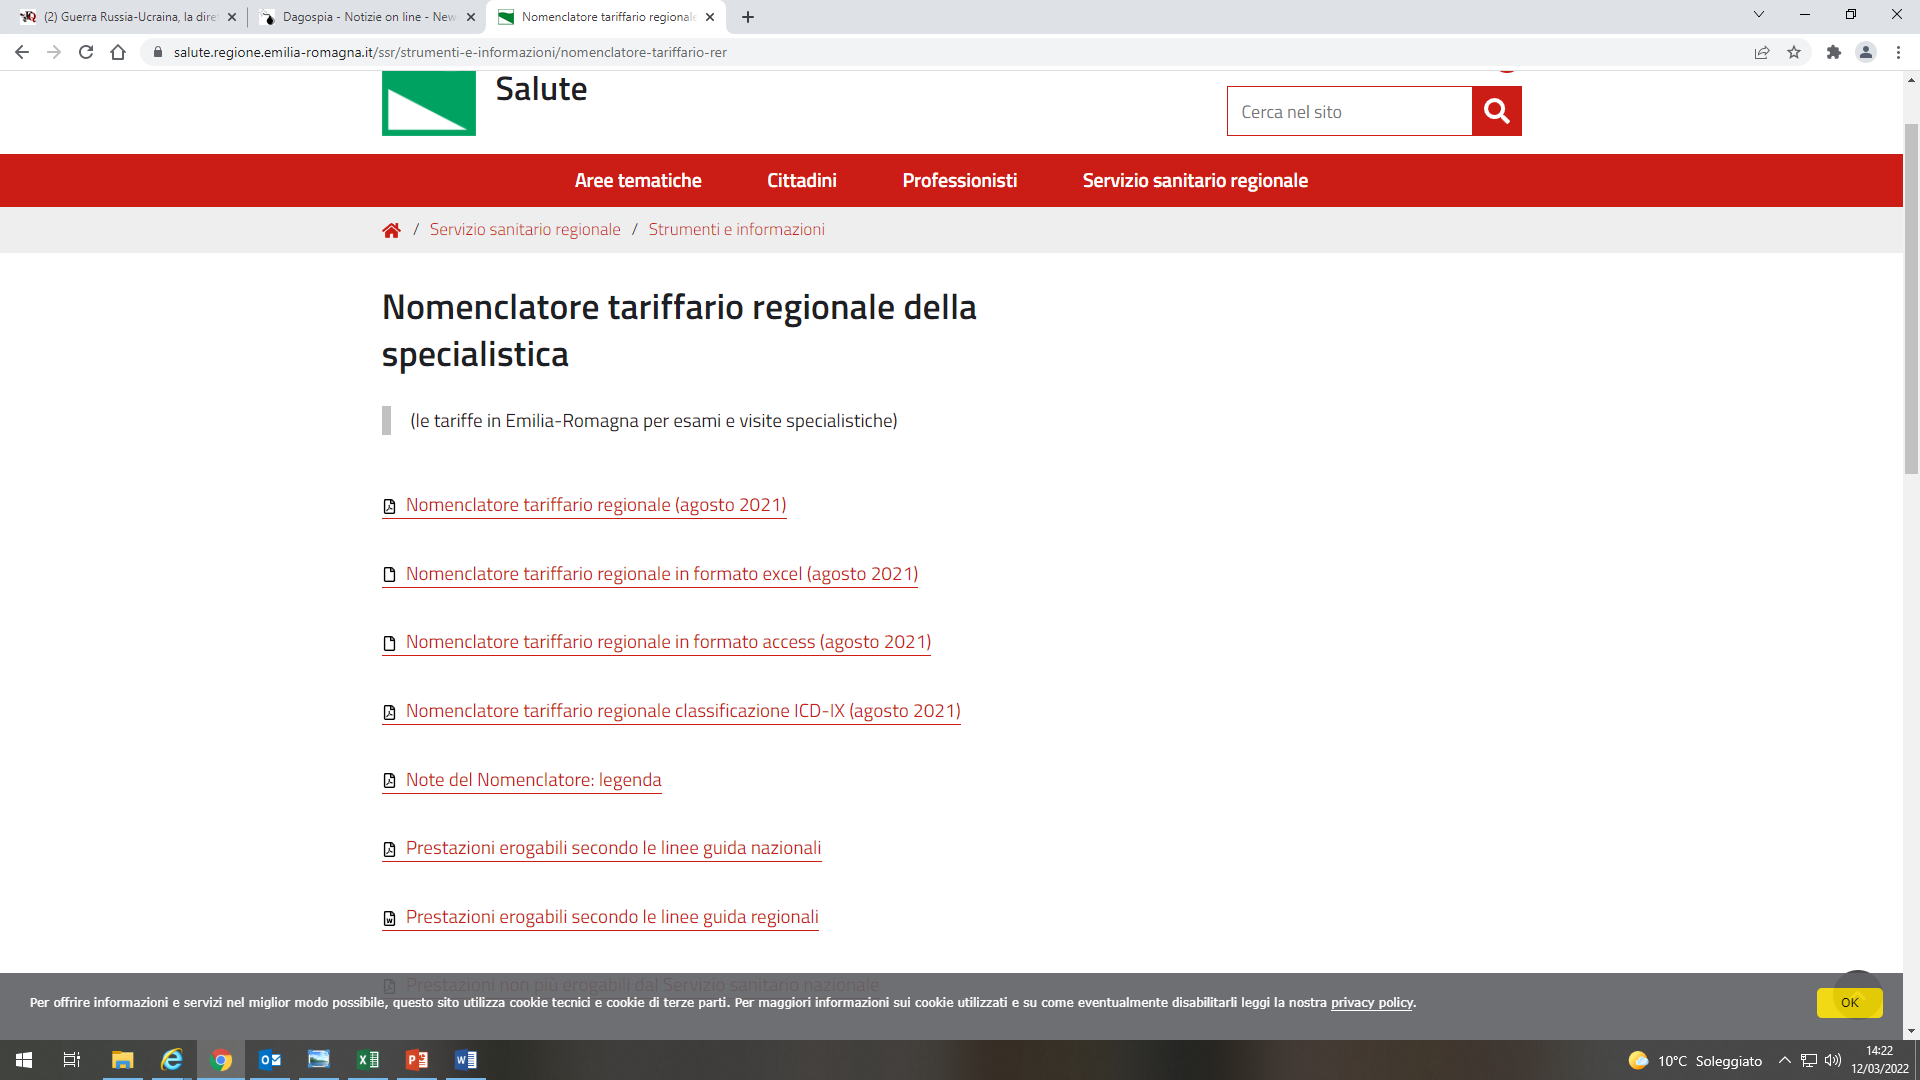 (2) Guerra Russia-Ucraina, la dire
Dagospia - Notizie on line - New
Nomenclatore tariffario regionale
salute.regione.emilia-romagna.it/ssr/strumenti-e-informazioni/nomenclatore-tariffario-rer
Salute
Cerca nel sito
Aree tematiche
Cittadini
Professionisti
Servizio sanitario regionale
/ Servizio sanitario regionale / Strumenti e informazioni
Nomenclatore tariffario regionale della
specialistica
(le tariffe in Emilia-Romagna per esami e visite specialistiche)
Nomenclatore tariffario regionale (agosto 2021)
Nomenclatore tariffario regionale in formato excel (agosto 2021)
Nomenclatore tariffario regionale in formato access (agosto 2021)
Nomenclatore tariffario regionale classificazione ICD-IX (agosto 2021)
Note del Nomenclatore: legenda
Prestazioni erogabili secondo le linee guida nazionali
Prestazioni erogabili secondo le linee guida regionali
Prestazioni non più erogabili dal Servizio sanitario nazionale
Per offrire informazioni e servizi nel miglior modo possibile, questo sito utilizza cookie tecnici e cookie di terze parti. Per maggiori informazioni sui cookie utilizzati e su come eventualmente disabilitarli leggi la nostra privacy policy.
OK
10°C Soleggiato
14:22
12/03/2022